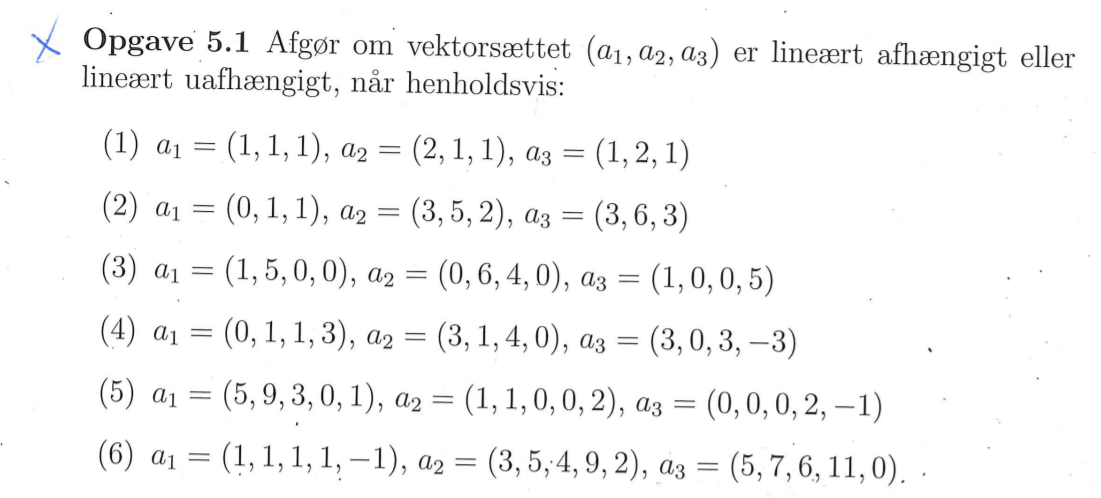 Opgave 5.1 Afgør om vektorsættet (a₁, a₂, a₃) er lineært afhængigt eller
lineært uafhængigt, når henholdsvis:
(1) a₁ = (1, 1, 1), a₂ = (2, 1, 1), a₃ = (1, 2, 1)
(2) a₁ = (0, 1, 1), a₂ = (3, 5, 2), a₃ = (3, 6, 3)
(3) a₁ = (1, 5, 0, 0), a₂ = (0, 6, 4, 0), a₃ = (1, 0, 0, 5)
(4) a₁ = (0, 1, 1, 3), a₂ = (3, 1, 4, 0), a₃ = (3, 0, 3, −3)
(5) a₁ = (5, 9, 3, 0, 1), a₂ = (1, 1, 0, 0, 2), a₃ = (0, 0, 0, 2, −1)
(6) a₁ = (1, 1, 1, 1, −1), a₂ = (3, 5, 4, 9, 2), a₃ = (5, 7, 6, 11, 0).